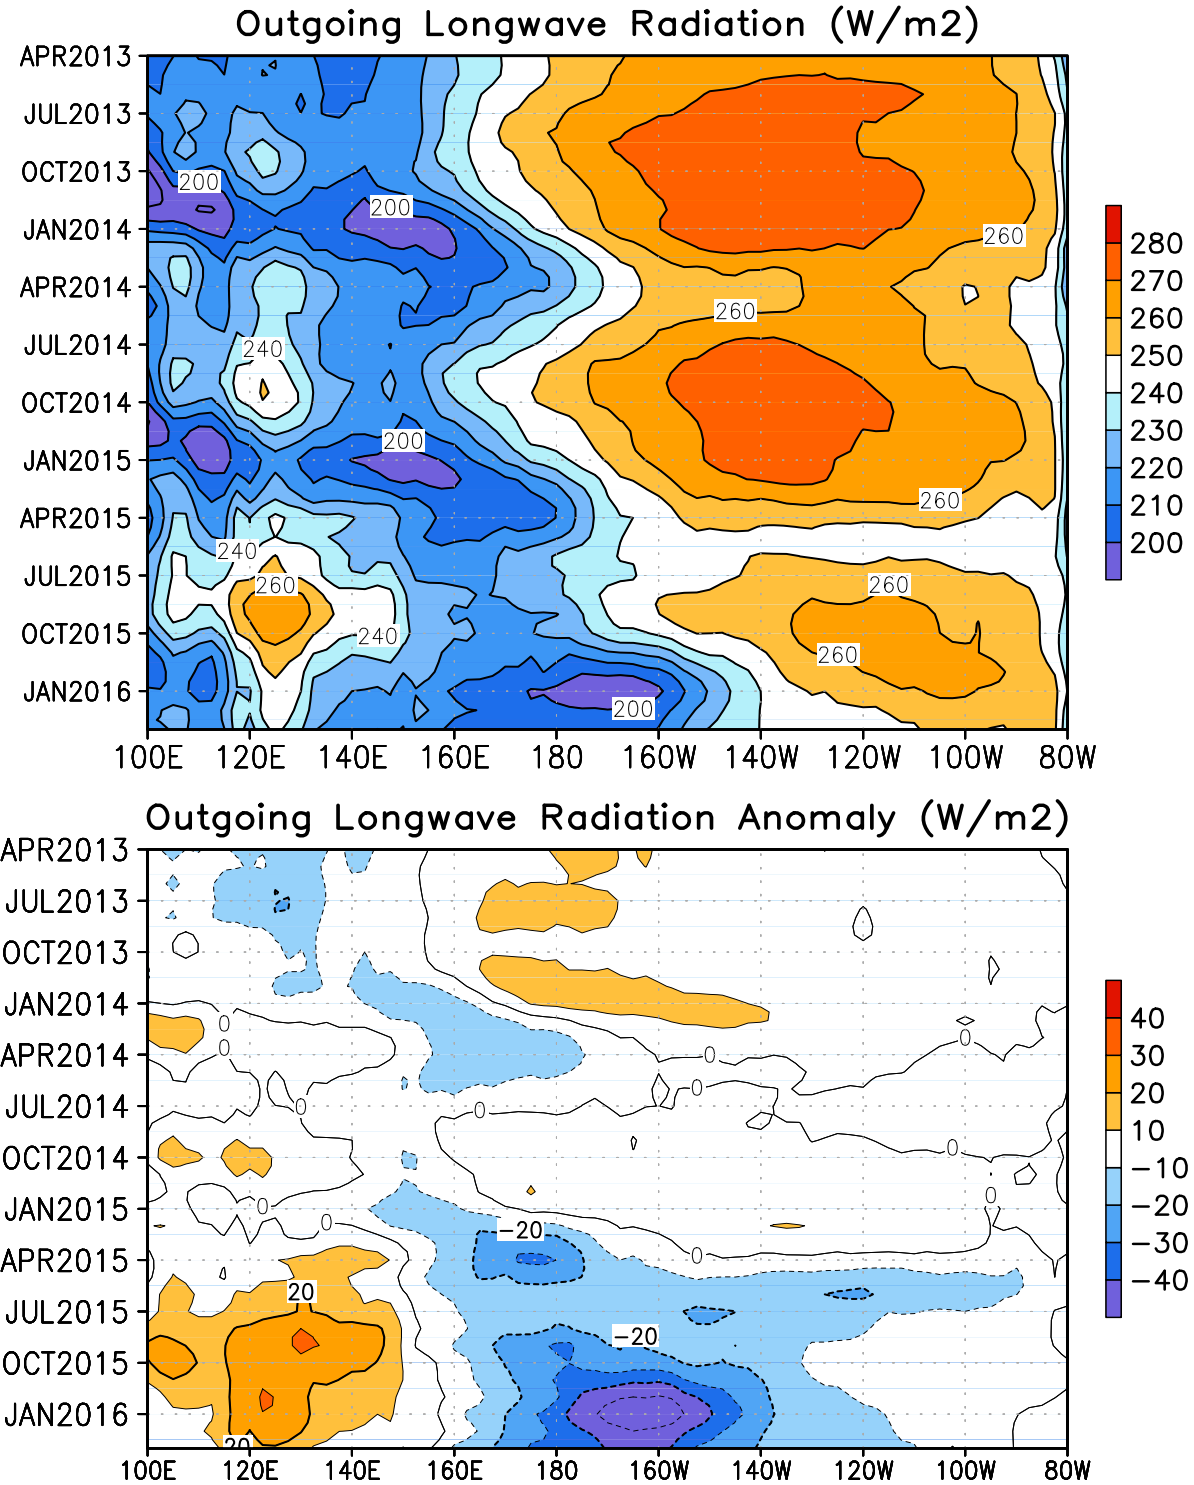 Outgoing Longwave Radiation (W/m2)
APR2013
JUL2013
OCT2013
200
200
JAN2014
260
280
APR2014
270
260
260
JUL2014
240
250
240
OCT2014
230
200
220
JAN2015
210
260
200
APR2015
240
JUL2015
260
260
OCT2015
240
260
JAN2016
200
100E 120E 140E 160E 180 160W 140W 120W 100W 80W
Outgoing Longwave Radiation Anomaly (W/m2)
APR2013
JUL2013
OCT2013
JAN2014
0
40
0
0
0
APR2014
30
0
20
JUL2014
0
0
10
0
OCT2014
-10
0
0
JAN2015
-20
0
-20
-30
0
APR2015
-40
20
JUL2015
-20
OCT2015
JAN2016
20
100E 120E 140E 160E 180 160W 140W 120W 100W 80W